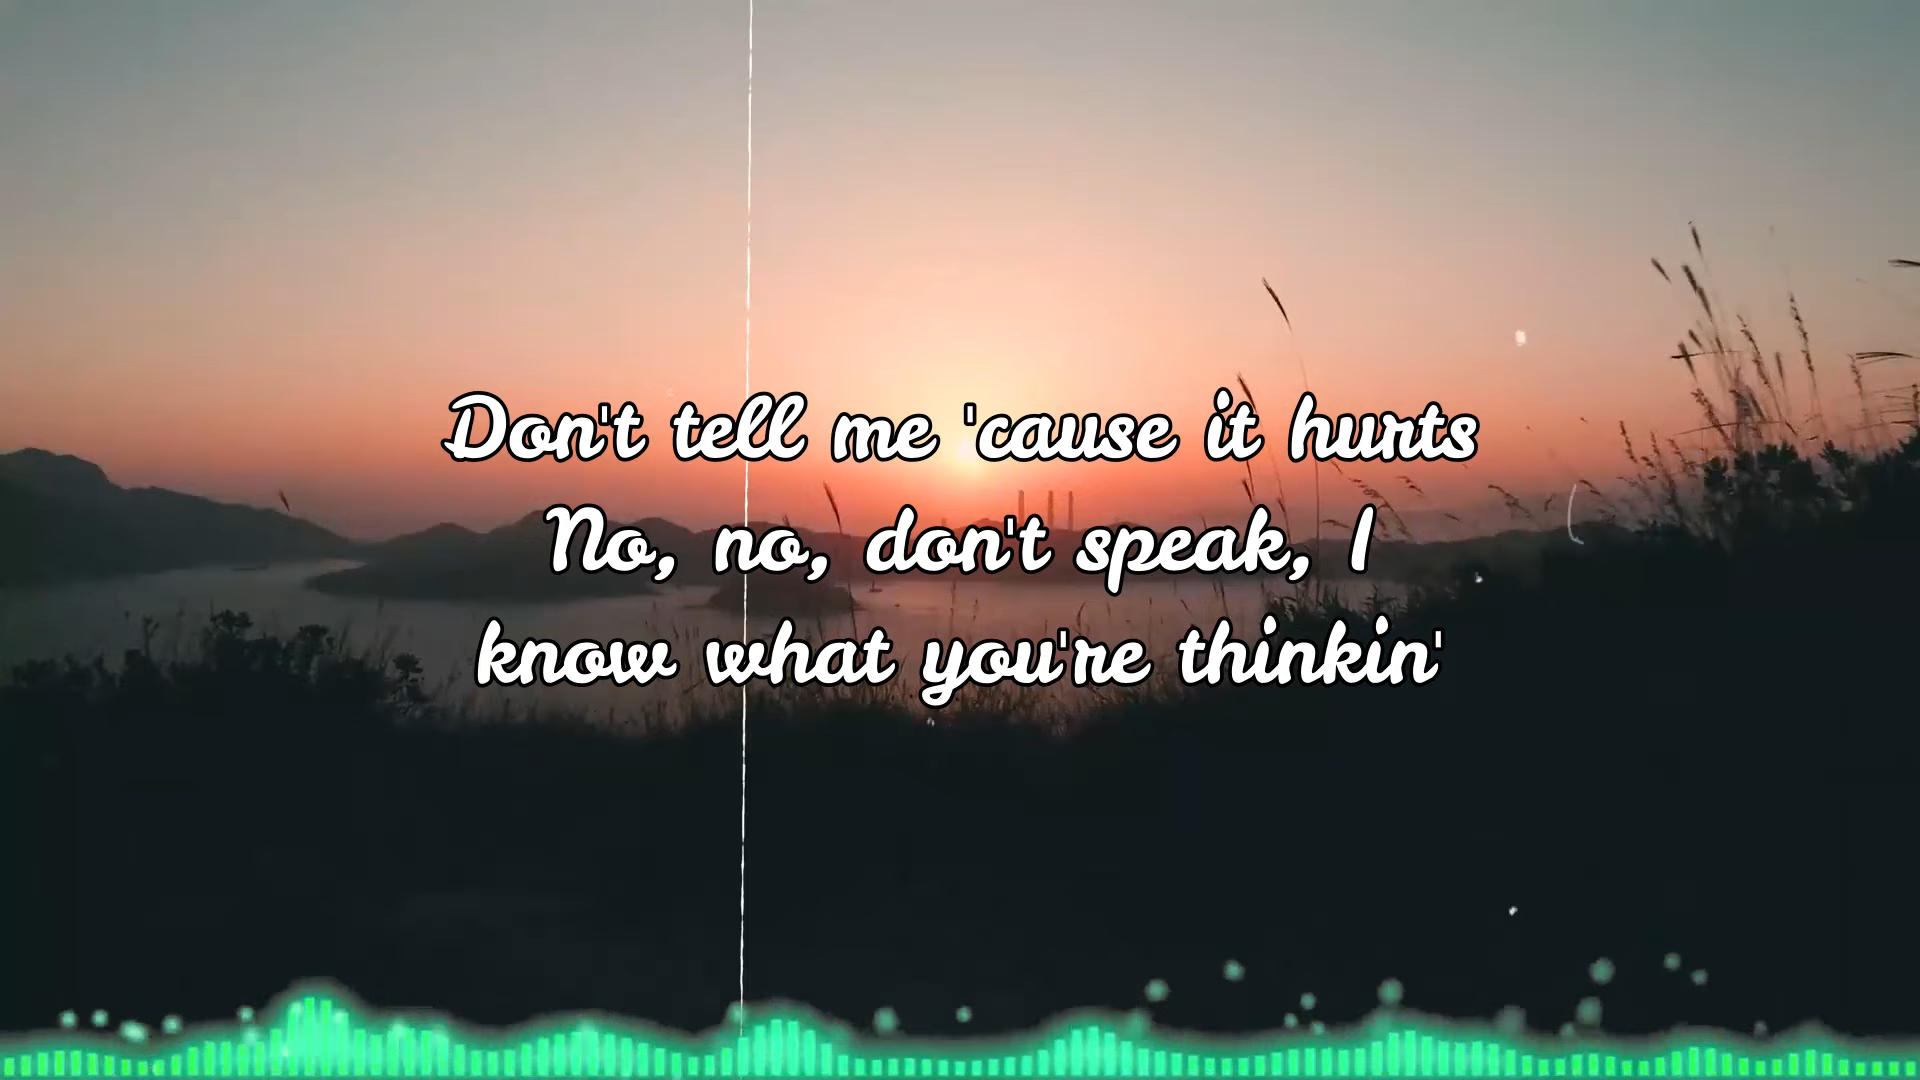 Don't tell me 'cause it hurts
No, no, don't speak, I
know what you're thinkin'